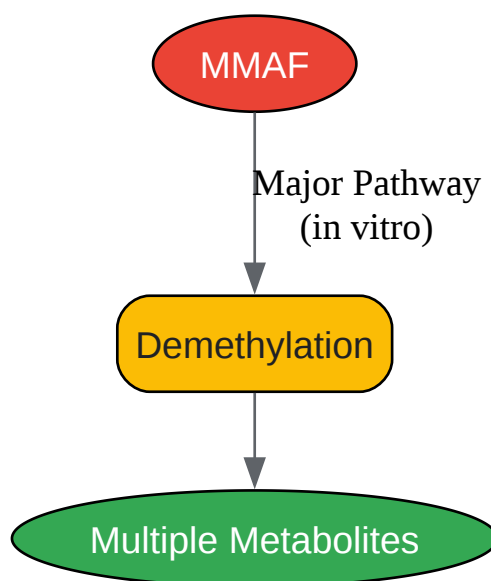 MMAF
Major Pathway
(in vitro)
Demethylation
Multiple Metabolites